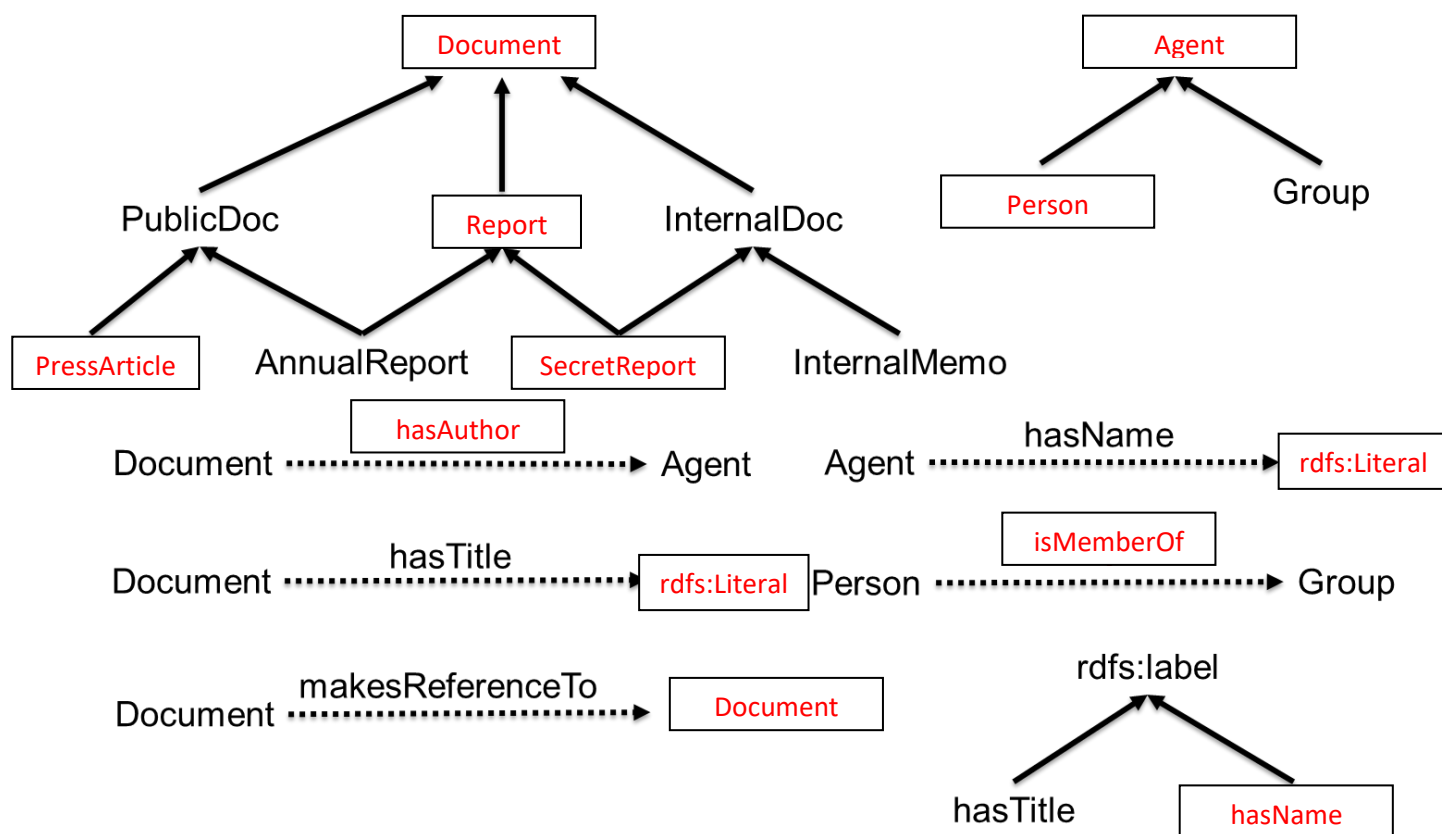 Document
Agent
PublicDoc
Report
InternalDoc
Person
Group
PressArticle
AnnualReport
SecretReport
InternalMemo
hasAuthor
Document
Agent
hasName
Agent
rdfs:Literal
hasTitle
Document
rdfs:Literal
isMemberOf
Person
Group
makesReferenceTo
Document
Document
rdfs:label
hasTitle
hasName